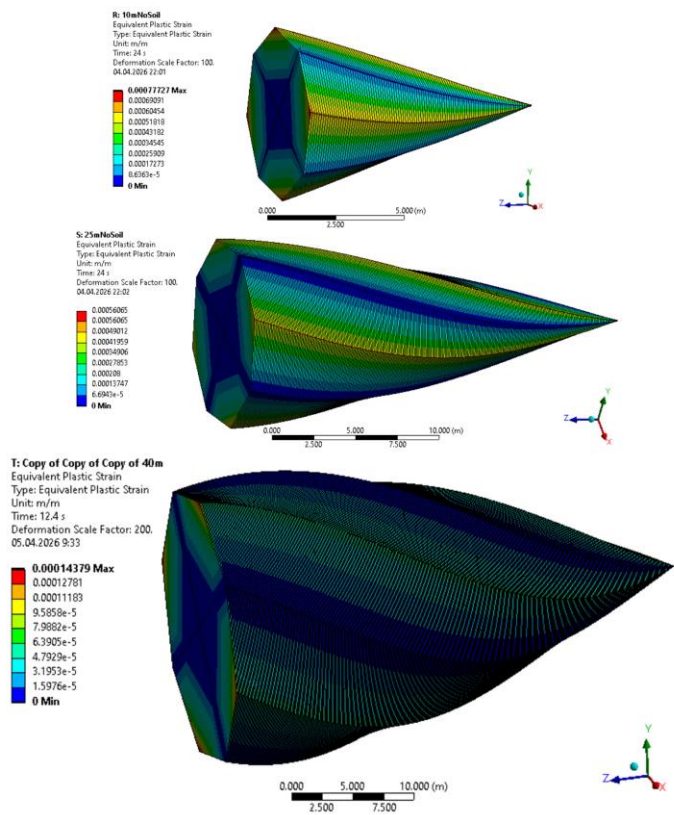 R: 10mNoSoil
Equivalent Plastic Strain
Type: Equivalent Plastic Strain
Unit: m/m
Time: 24 s
Deformation Scale Factor: 100.
04.04.2026 22:01
0.00077727 Max
0.00069091
0.00060454
0.00051818
0.00043182
0.00034545
0.00025909
0.00017273
8.6363e-5
0 Min
0.000 5.000 (m)
2.500
Y
Z X
S: 25mNoSoil
Equivalent Plastic Strain
Type: Equivalent Plastic Strain
Unit: m/m
Time: 24 s
Deformation Scale Factor: 100.
04.04.2026 22:02
0.00056065
0.00056065
0.00049012
0.00041959
0.00034906
0.00027853
0.000208
0.00013747
6.6943e-5
0 Min
0.000 5.000 10.000 (m)
2.500 7.500
Y
Z
X
T: Copy of Copy of Copy of 40m
Equivalent Plastic Strain
Type: Equivalent Plastic Strain
Unit: m/m
Time: 12.4 s
Deformation Scale Factor: 200.
05.04.2026 9:33
0.00014379 Max
0.00012781
0.00011183
9.5858e-5
7.9882e-5
6.3905e-5
4.7929e-5
3.1953e-5
1.5976e-5
0 Min
0.000 5.000 10.000 (m)
2.500 7.500
Y
Z X